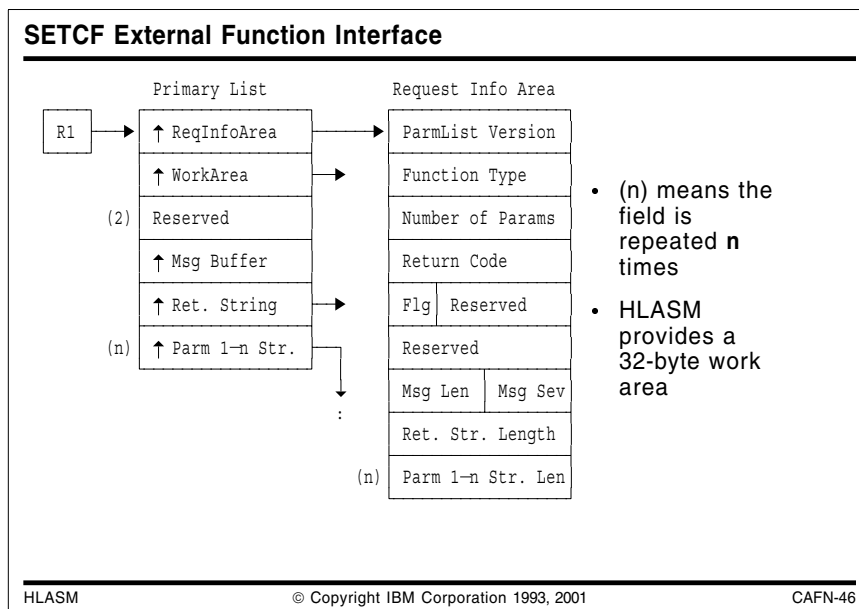 SETCF External Function Interface
Primary List
R1
↑ ReqInfoArea
↑ WorkArea
(2) Reserved
↑ Msg Buffer
↑ Ret. String
(n) ↑ Parm 1—n Str.
:
Request Info Area
ParmList Version
Function Type
Number of Params
Return Code
Flg Reserved
Reserved
Msg Len Msg Sev
Ret. Str. Length
(n) Parm 1—n Str. Len
• (n) means the
field is
repeated n
times
• HLASM
provides a
32-byte work
area
HLASM © Copyright IBM Corporation 1993, 2001 CAFN-46